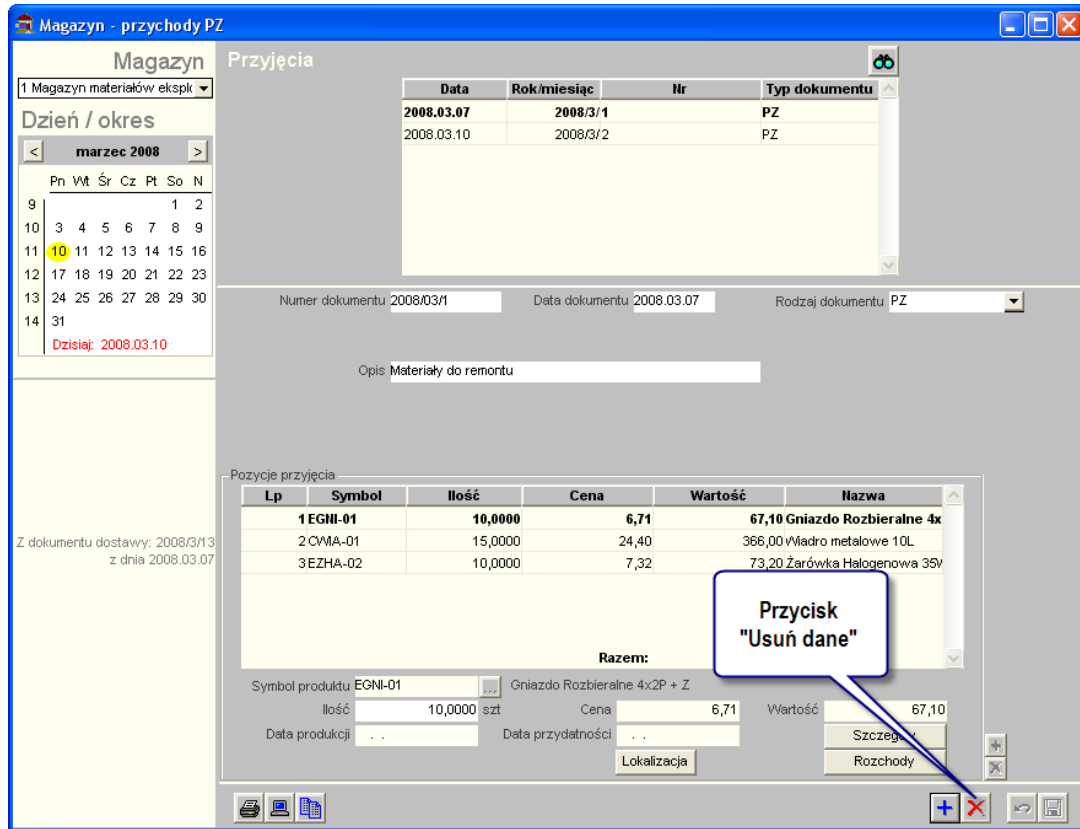 Magazyn - przychody PZ
Magazyn
1 Magazyn materiałów ekspk
Dzień / okres
< marzec 2008 >
Pn Wt Śr Cz Pt So N
9 1 2
10 3 4 5 6 7 8 9
11 10 11 12 13 14 15 16
12 17 18 19 20 21 22 23
13 24 25 26 27 28 29 30
14 31
Dzisiaj: 2008.03.10
Z dokumentu dostawy: 2008/3/13
z dnia 2008.03.07
Przyjęcia
Data Rok/miesiąc Nr Typ dokumentu
2008.03.07 2008/3/1 PZ
2008.03.10 2008/3/2 PZ
Numer dokumentu 2008/03/1 Data dokumentu 2008.03.07 Rodzaj dokumentu PZ
Opis Materiały do remontu
Pozycje przyjęcia
Lp Symbol Ilość Cena Wartość Nazwa
1 EGNI-01 10,0000 6,71 67,10 Gniazdo Rozbieralne 4x
2 CWIA-01 15,0000 24,40 366,00 Wiadro metalowe 10L
3 EZHA-02 10,0000 7,32 73,20 Żarówka Halogenowa 35W
Razem:
Przycisk
"Usuń dane"
Symbol produktu EGNI-01 ... Gniazdo Rozbieralne 4x2P + Z
Ilość 10,0000 szt Cena 6,71 Wartość 67,10
Data produkcji . . Data przydatności . .
Lokalizacja
Rozchody